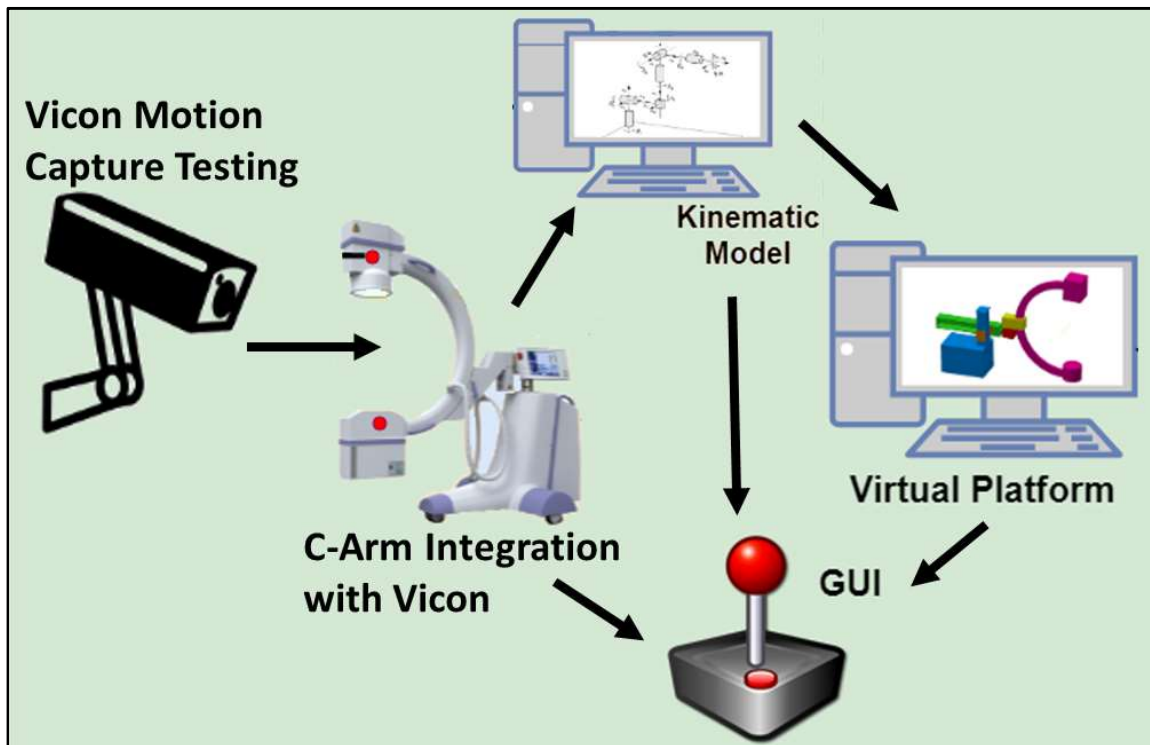 Vicon Motion
Capture Testing
Kinematic
Model
Virtual Platform
C-Arm Integration
with Vicon
GUI